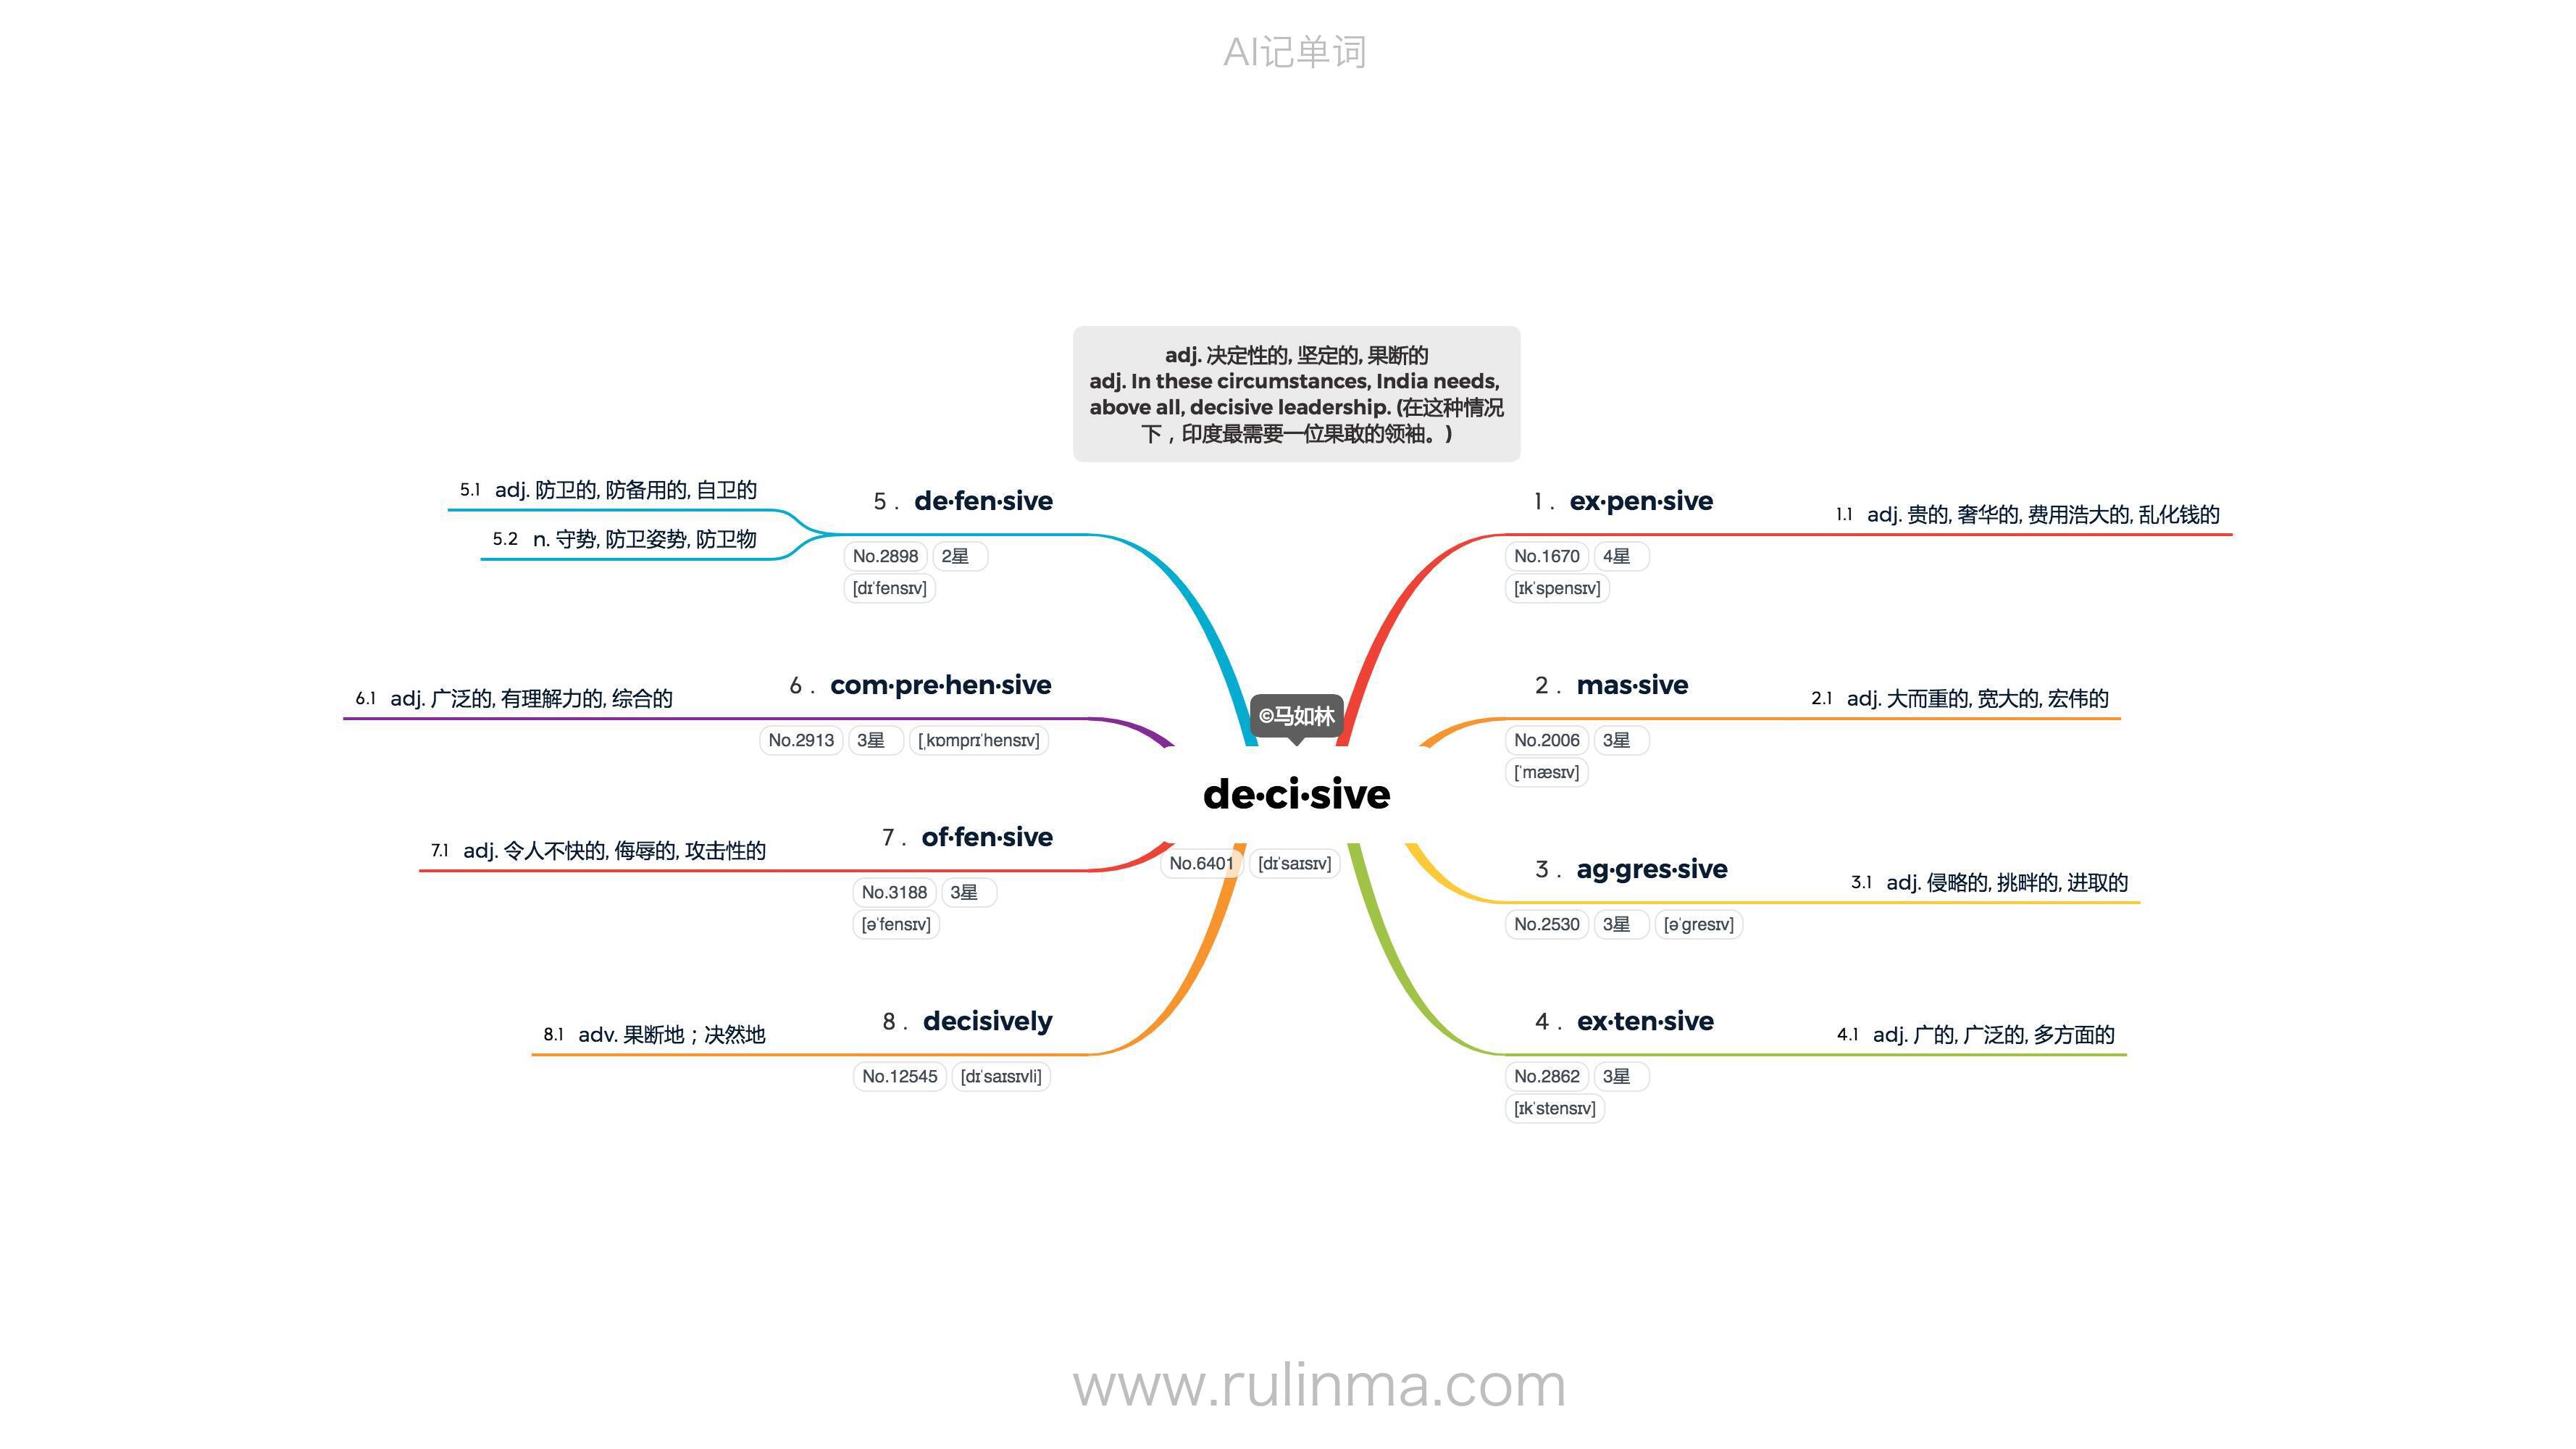 AI记单词
adj. 决定性的, 坚定的, 果断的
adj. In these circumstances, India needs,
above all, decisive leadership. (在这种情况
下，印度最需要一位果敢的领袖。)
©马如林
de·ci·sive
No.6401 [dɪˈsaɪsɪv]
1 . ex·pen·sive
No.1670 4星
[ɪkˈspensɪv]
1.1 adj. 贵的, 奢华的, 费用浩大的, 乱化钱的
2 . mas·sive
No.2006 3星
[ˈmæsɪv]
2.1 adj. 大而重的, 宽大的, 宏伟的
3 . ag·gres·sive
No.2530 3星 [əˈgresɪv]
3.1 adj. 侵略的, 挑畔的, 进取的
4 . ex·ten·sive
No.2862 3星
[ɪkˈstensɪv]
4.1 adj. 广的, 广泛的, 多方面的
5 . de·fen·sive
No.2898 2星
[dɪˈfensɪv]
5.1 adj. 防卫的, 防备用的, 自卫的
5.2 n. 守势, 防卫姿势, 防卫物
6 . com·pre·hen·sive
No.2913 3星 [ˌkɒmprɪˈhensɪv]
6.1 adj. 广泛的, 有理解力的, 综合的
7 . of·fen·sive
No.3188 3星
[əˈfensɪv]
7.1 adj. 令人不快的, 侮辱的, 攻击性的
8 . decisively
No.12545 [dɪˈsaɪsɪvli]
8.1 adv. 果断地；决然地
www.rulinma.com